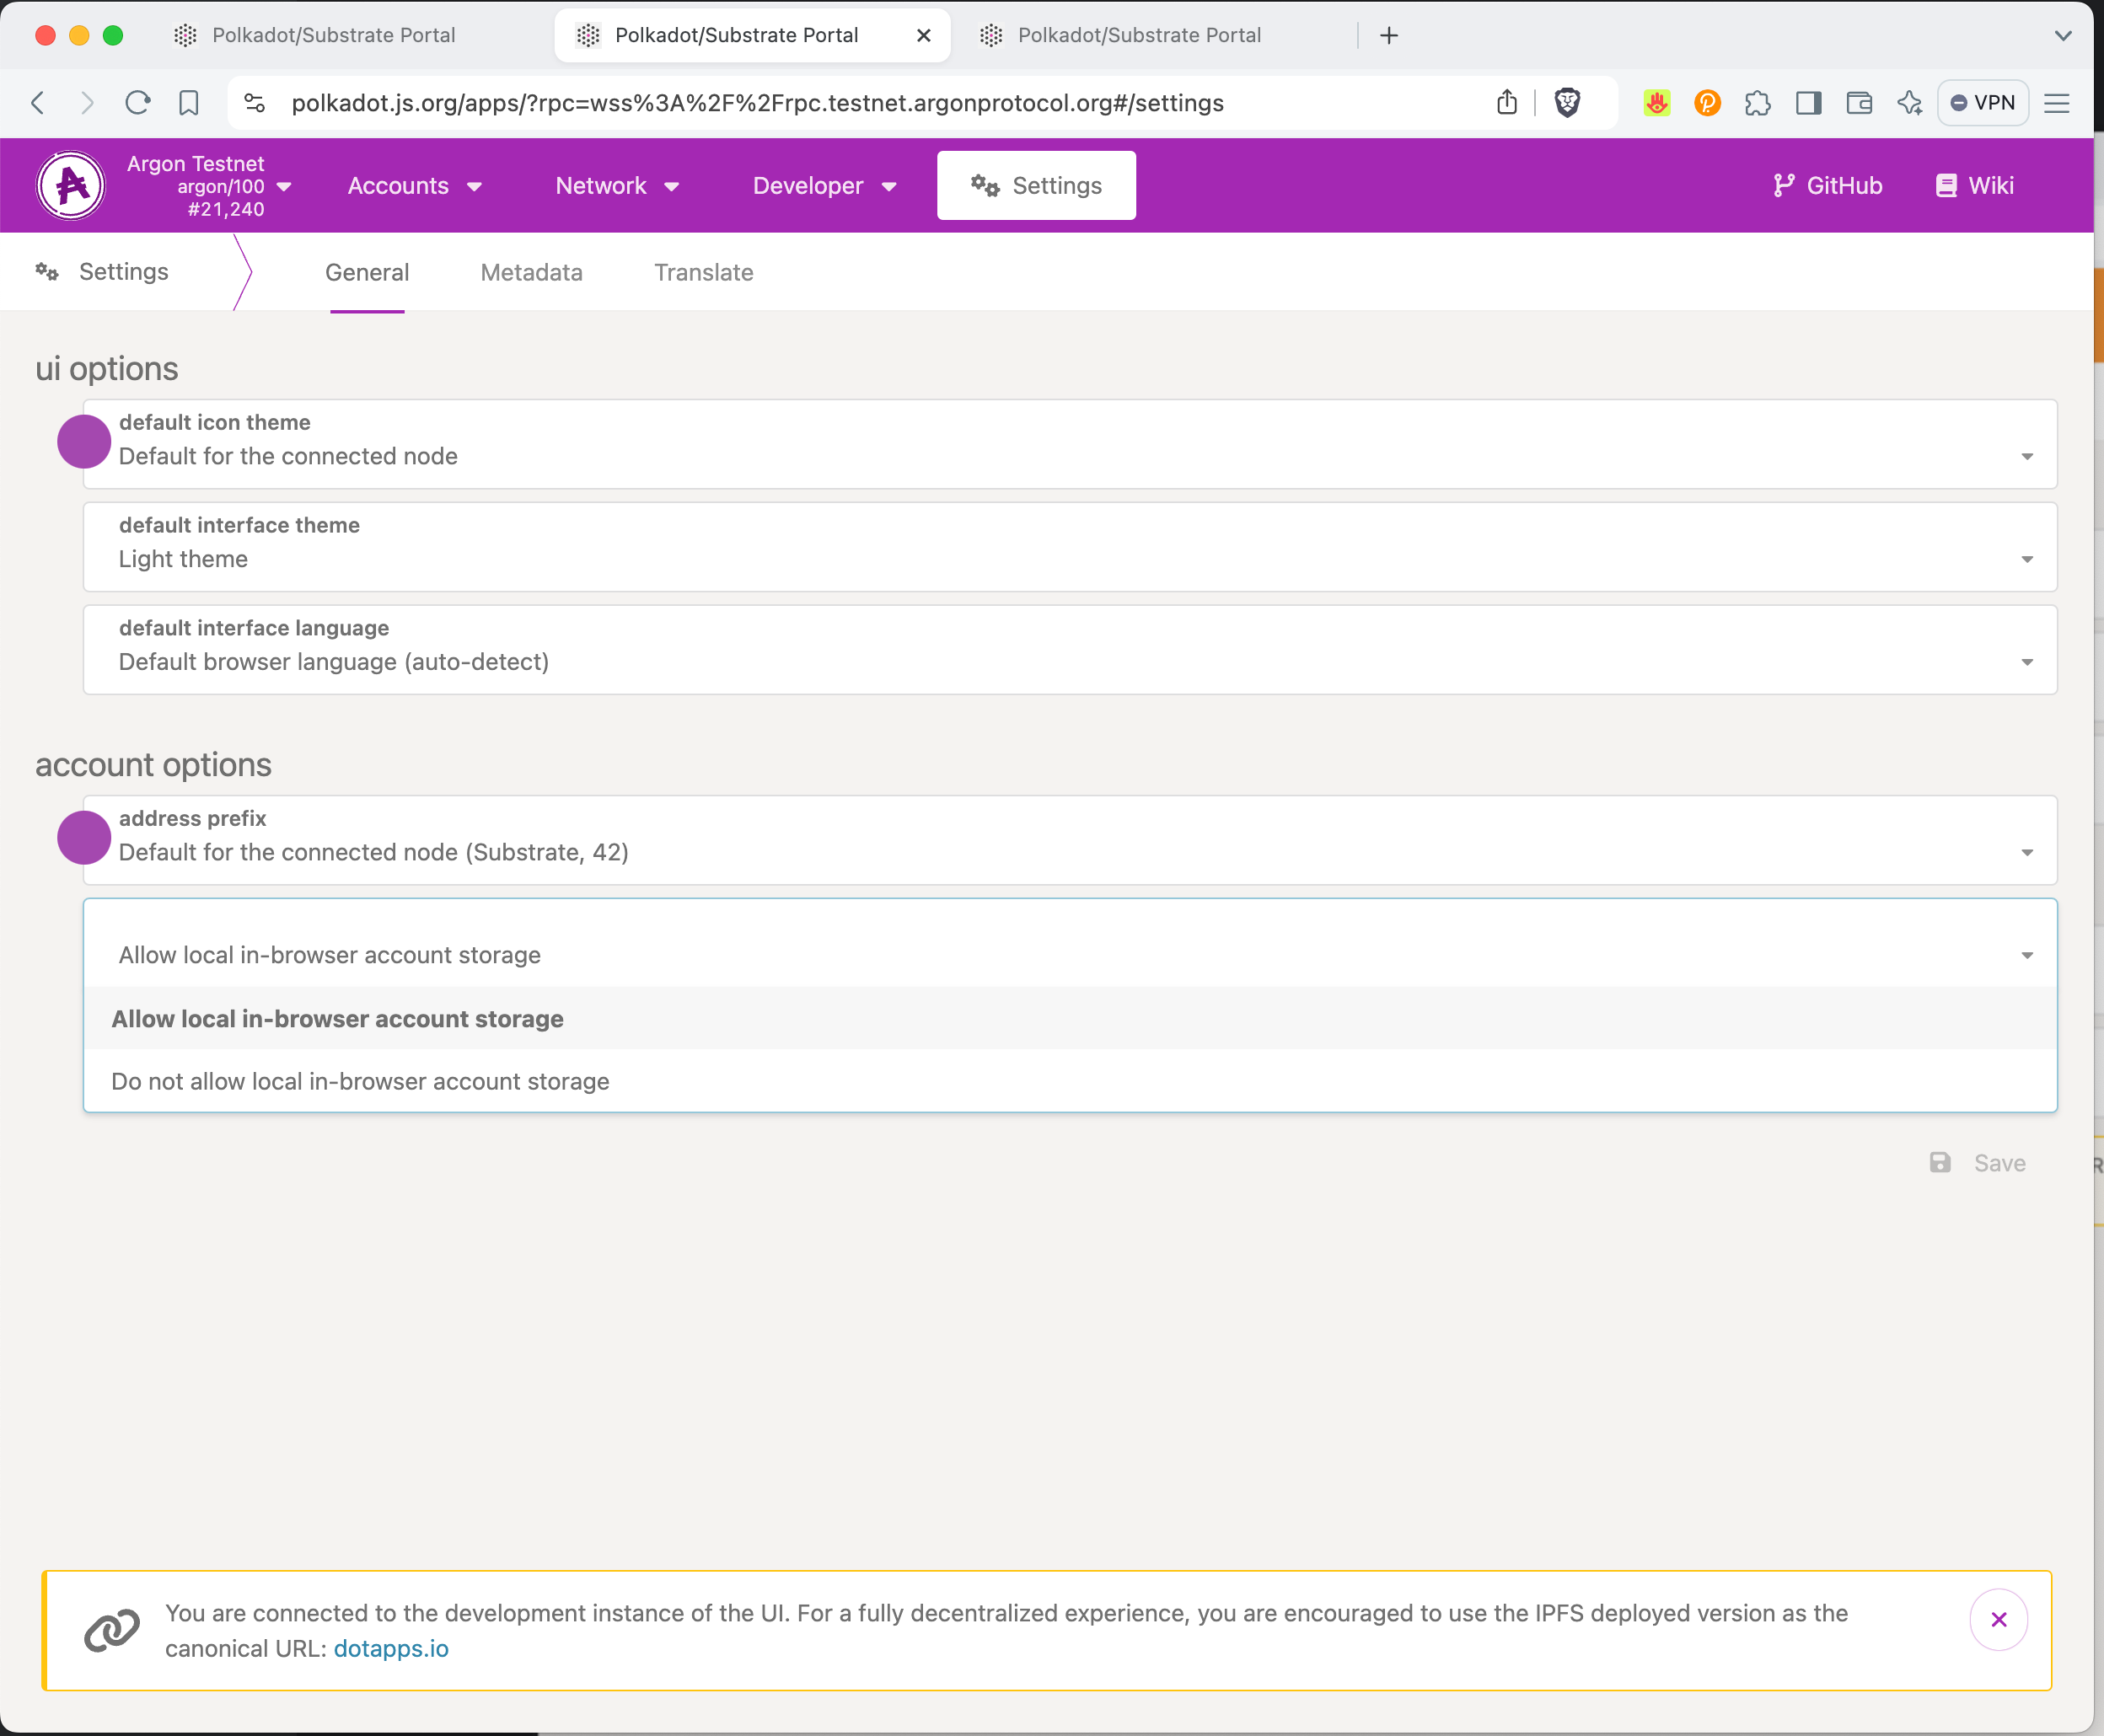 Polkadot/Substrate Portal
Polkadot/Substrate Portal
Polkadot/Substrate Portal
polkadot.js.org/apps/?rpc=wss%3A%2F%2Frpc.testnet.argonprotocol.org#/settings
VPN
Argon Testnet
argon/100
#21,240
Accounts
Network
Developer
Settings
GitHub
Wiki
Settings
General
Metadata
Translate
ui options
default icon theme
Default for the connected node
default interface theme
Light theme
default interface language
Default browser language (auto-detect)
account options
address prefix
Default for the connected node (Substrate, 42)
Allow local in-browser account storage
Allow local in-browser account storage
Do not allow local in-browser account storage
Save
You are connected to the development instance of the UI. For a fully decentralized experience, you are encouraged to use the IPFS deployed version as the
canonical URL: dotapps.io